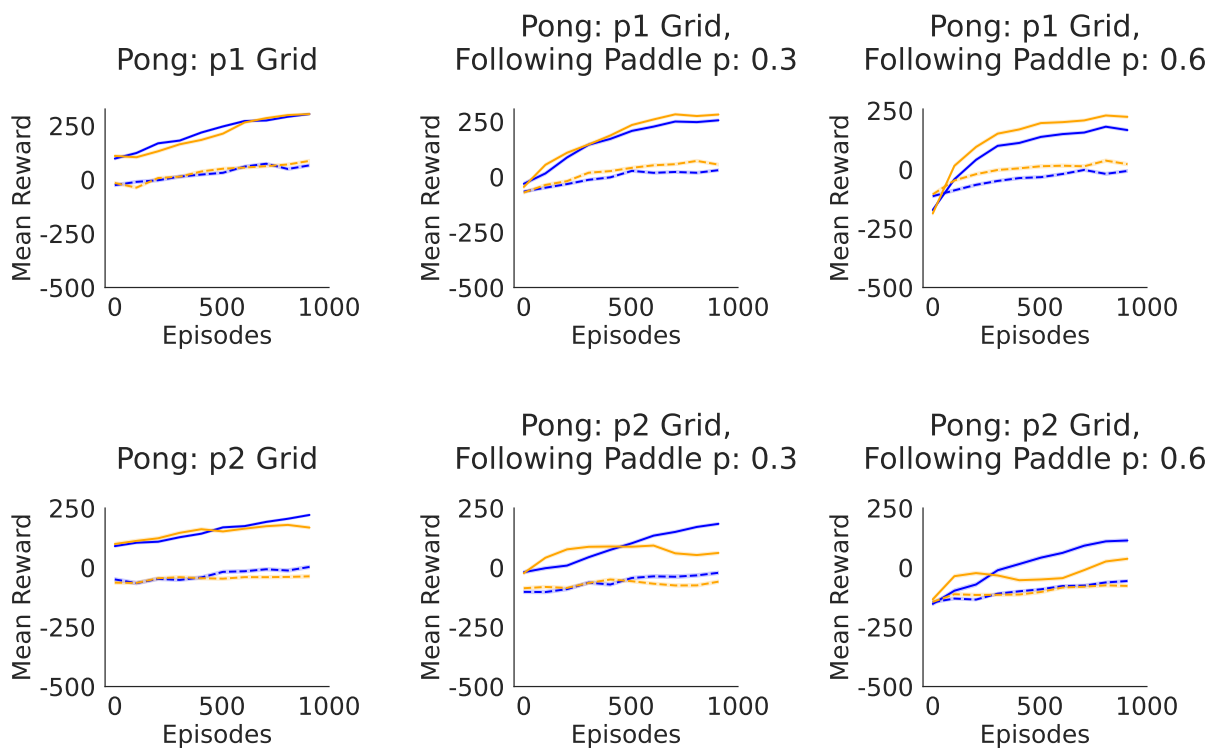 Pong: p1 Grid
250
0
-250
-500
0 500 1000
Mean Reward
Episodes
Pong: p1 Grid,
Following Paddle p: 0.3
250
0
-250
-500
0 500 1000
Mean Reward
Episodes
Pong: p1 Grid,
Following Paddle p: 0.6
250
0
-250
-500
0 500 1000
Mean Reward
Episodes
Pong: p2 Grid
250
0
-250
-500
0 500 1000
Mean Reward
Episodes
Pong: p2 Grid,
Following Paddle p: 0.3
250
0
-250
-500
0 500 1000
Mean Reward
Episodes
Pong: p2 Grid,
Following Paddle p: 0.6
250
0
-250
-500
0 500 1000
Mean Reward
Episodes